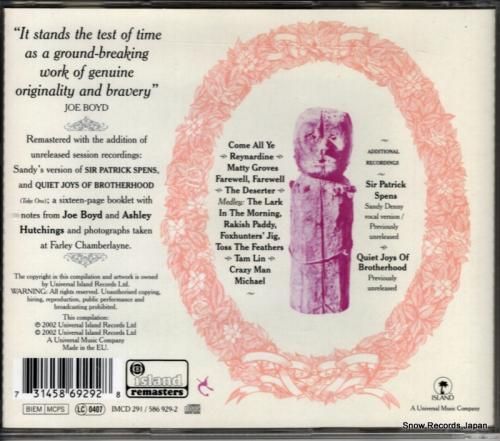 "It stands the test of time
as a ground-breaking
work of genuine
originality and bravery"
JOE BOYD
Remastered with the addition of
unreleased session recordings:
Sandy's version of SIR PATRICK SPENS,
and QUIET JOYS OF BROTHERHOOD
(Take One); a sixteen-page booklet with
notes from Joe Boyd and Ashley
Hutchings and photographs taken
at Farley Chamberlayne.
The copyright in this compilation and artwork is owned
by Universal Island Records Ltd.
WARNING: All rights reserved. Unauthorised copying,
hiring, reproduction, public performance and
broadcasting prohibited.
This compilation:
℗ 2002 Universal Island Records Ltd
© 2002 Universal Island Records Ltd
A Universal Music Company
Made in the EU.
Come All Ye
Reynardine
Matty Groves
Farewell, Farewell
The Deserter
Medley: The Lark
In The Morning,
Rakish Paddy,
Foxhunters' Jig,
Toss The Feathers
Tam Lin
Crazy Man
Michael
ADDITIONAL
RECORDINGS
Sir Patrick
Spens
Sandy Denny
vocal version /
Previously
unreleased
Quiet Joys Of
Brotherhood
Previously
unreleased
7 31458 69292 8
island
remasters
BIEM MCPS LC 0407 IMCD 291 / 586 929-2
ISLAND
A Universal Music Company
Snow Records Japan